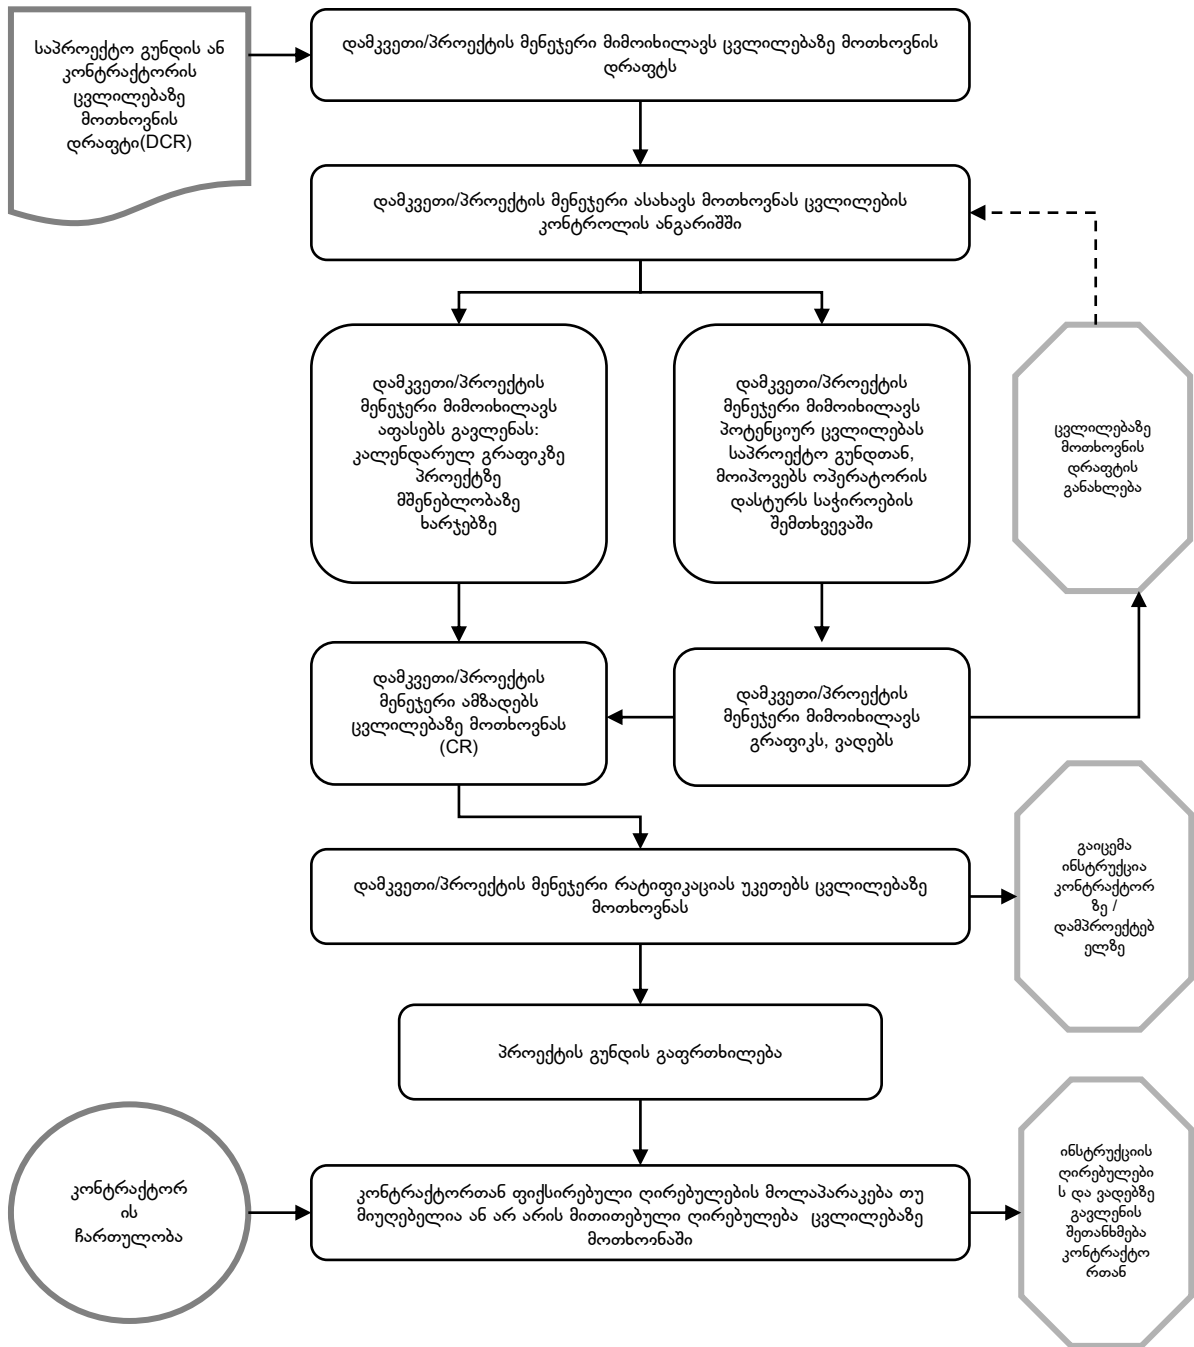 საპროექტო გუნდის ან
კონტრაქტორის
ცვლილებაზე
მოთხოვნის
დრაფტი(DCR)
დამკვეთი/პროექტის მენეჯერი მიმოიხილავს ცვლილებაზე მოთხოვნის
დრაფტს
დამკვეთი/პროექტის მენეჯერი ასახავს მოთხოვნას ცვლილების
კონტროლის ანგარიშში
დამკვეთი/პროექტის
მენეჯერი მიმოიხილავს
აფასებს გავლენას:
კალენდარულ გრაფიკზე
პროექტზე
მშენებლობაზე
ხარჯებზე
დამკვეთი/პროექტის
მენეჯერი მიმოიხილავს
პოტენციურ ცვლილებას
საპროექტო გუნდთან,
მოიპოვებს ოპერატორის
დასტურს საჭიროების
შემთხვევაში
ცვლილებაზე
მოთხოვნის
დრაფტის
განახლება
დამკვეთი/პროექტის
მენეჯერი ამზადებს
ცვლილებაზე მოთხოვნას
(CR)
დამკვეთი/პროექტის
მენეჯერი მიმოიხილავს
გრაფიკს, ვადებს
დამკვეთი/პროექტის მენეჯერი რატიფიკაციას უკეთებს ცვლილებაზე
მოთხოვნას
გაიცემა
ინსტრუქცია
კონტრაქტორ
ზე /
დამპროექტებ
ელზე
პროექტის გუნდის გაფრთხილება
კონტრაქტორ
ის
ჩართულობა
კონტრაქტორთან ფიქსირებული ღირებულების მოლაპარაკება თუ
მიუღებელია ან არ არის მითითებული ღირებულება  ცვლილებაზე
მოთხოვნაში
ინსტრუქციის
ღირებულები
ს და ვადებზე
გავლენის
შეთანხმება
კონტრაქტო
რთან